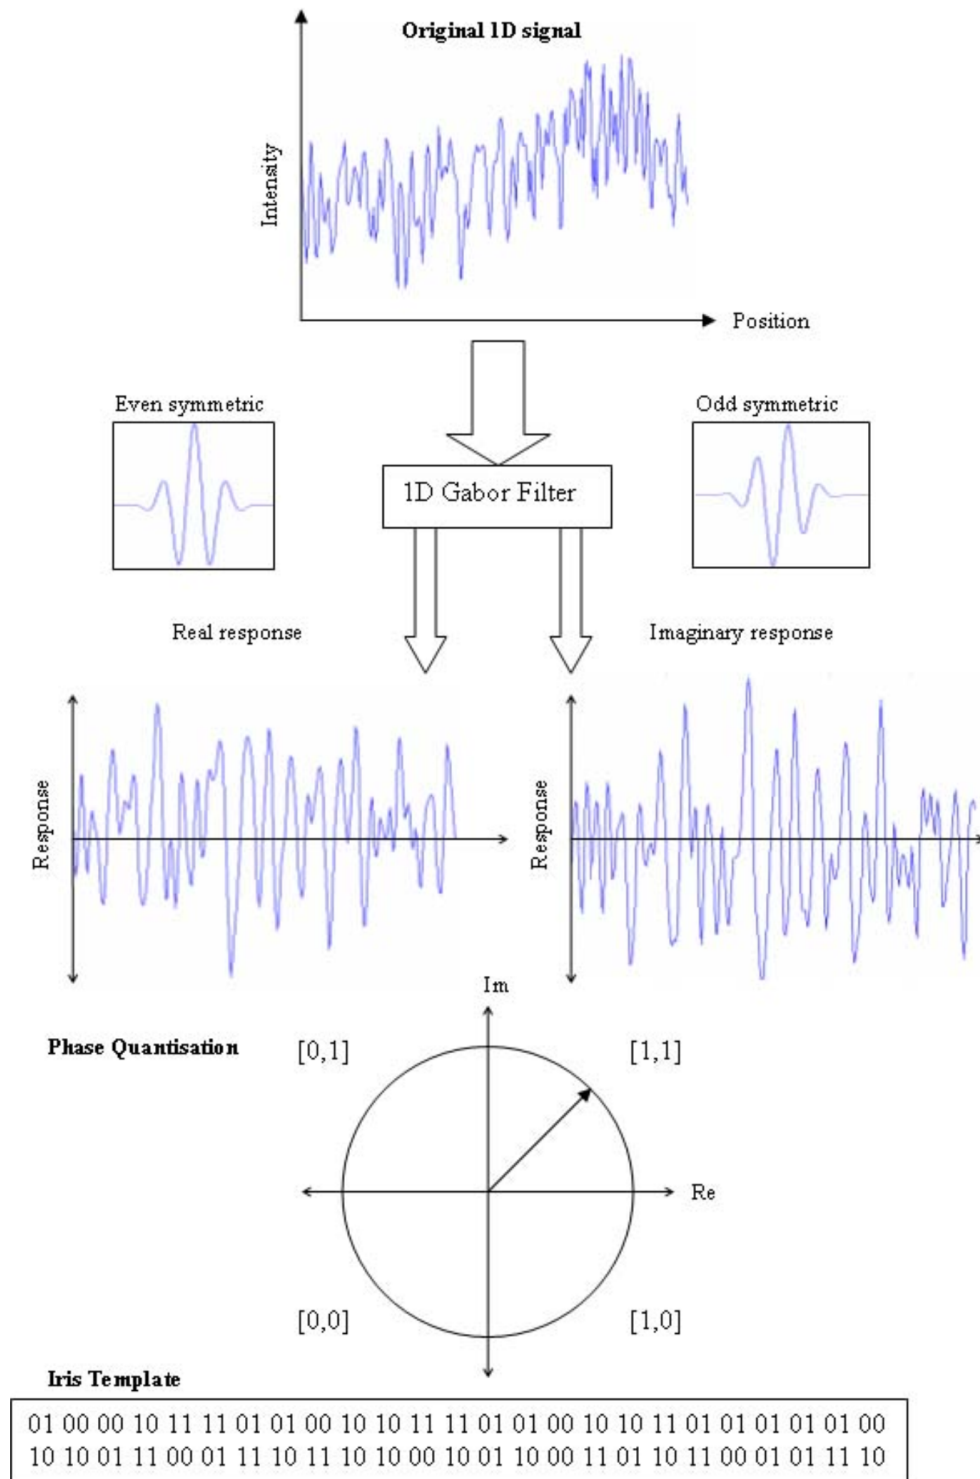 Original 1D signal
Intensity
Position
Even symmetric
Odd symmetric
1D Gabor Filter
Real response
Imaginary response
Response
Response
Im
Phase Quantisation
[0,1]
[1,1]
Re
[0,0]
[1,0]
Iris Template
01 00 00 10 11 11 01 01 00 10 10 11 11 01 01 00 10 10 11 01 01 01 01 01 00
10 10 01 11 00 01 11 10 11 10 10 00 10 01 10 00 11 01 10 11 00 01 01 11 10